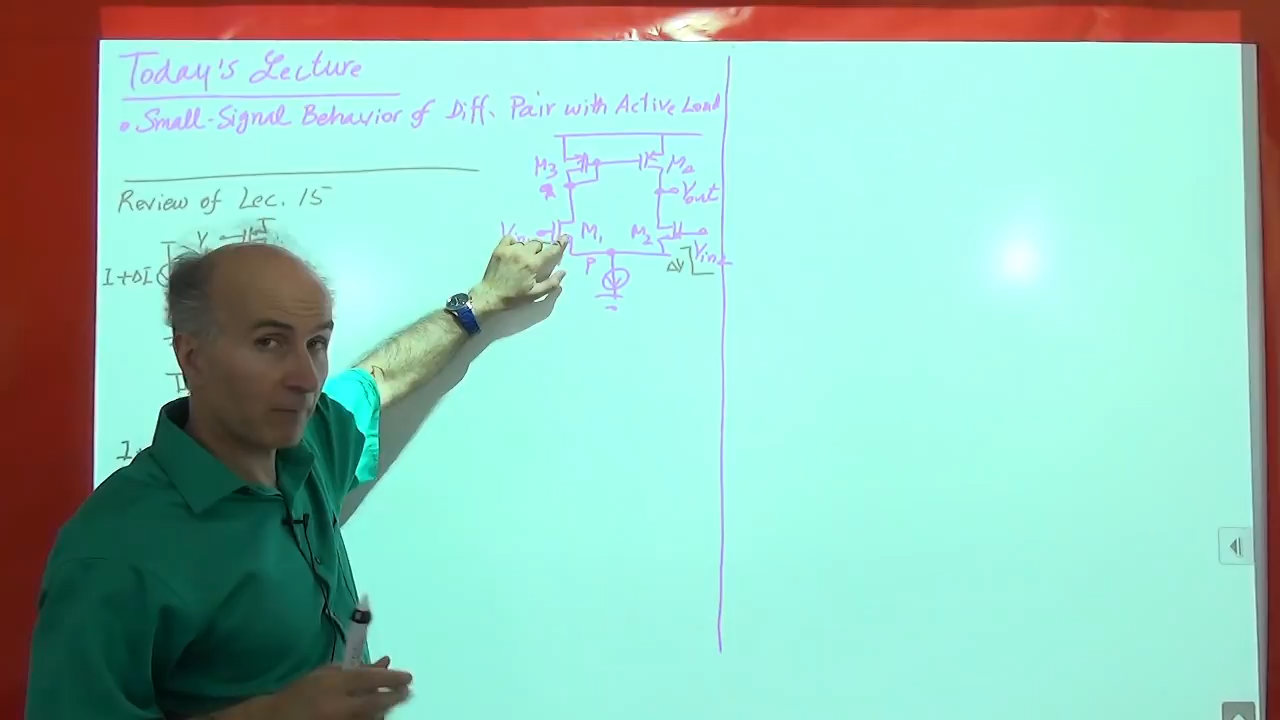 Today's Lecture
• Small-Signal Behavior of Diff. Pair with Active Load
M3
M4
Vout
M1
M2
Vin2
P
ΔV
Review of Lec. 15
I
I+ΔI
I